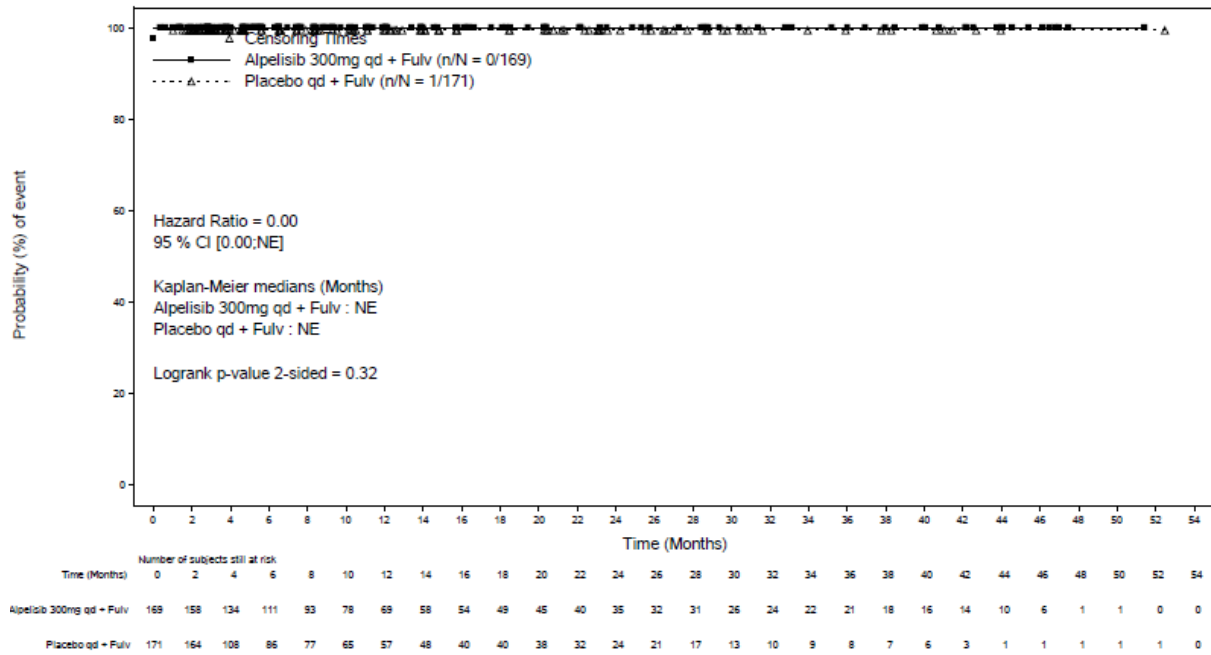 Probability (%) of event
100
80
60
40
20
0
Censoring Times
Alpelisib 300mg qd + Fulv (n/N = 0/169)
Placebo qd + Fulv (n/N = 1/171)
Hazard Ratio = 0.00
95 % CI [0.00;NE]
Kaplan-Meier medians (Months)
Alpelisib 300mg qd + Fulv : NE
Placebo qd + Fulv : NE
Logrank p-value 2-sided = 0.32
0 2 4 6 8 10 12 14 16 18 20 22 24 26 28 30 32 34 36 38 40 42 44 46 48 50 52 54
Time (Months)
Number of subjects still at risk
Time (Months) 0 2 4 6 8 10 12 14 16 18 20 22 24 26 28 30 32 34 36 38 40 42 44 46 48 50 52 54
Alpelisib 300mg qd + Fulv 169 158 134 111 93 78 69 58 54 49 45 40 35 32 31 26 24 22 21 18 16 14 10 6 1 1 0 0
Placebo qd + Fulv 171 164 108 86 77 65 57 48 40 40 38 32 24 21 17 13 10 9 8 7 6 3 1 1 1 1 1 0